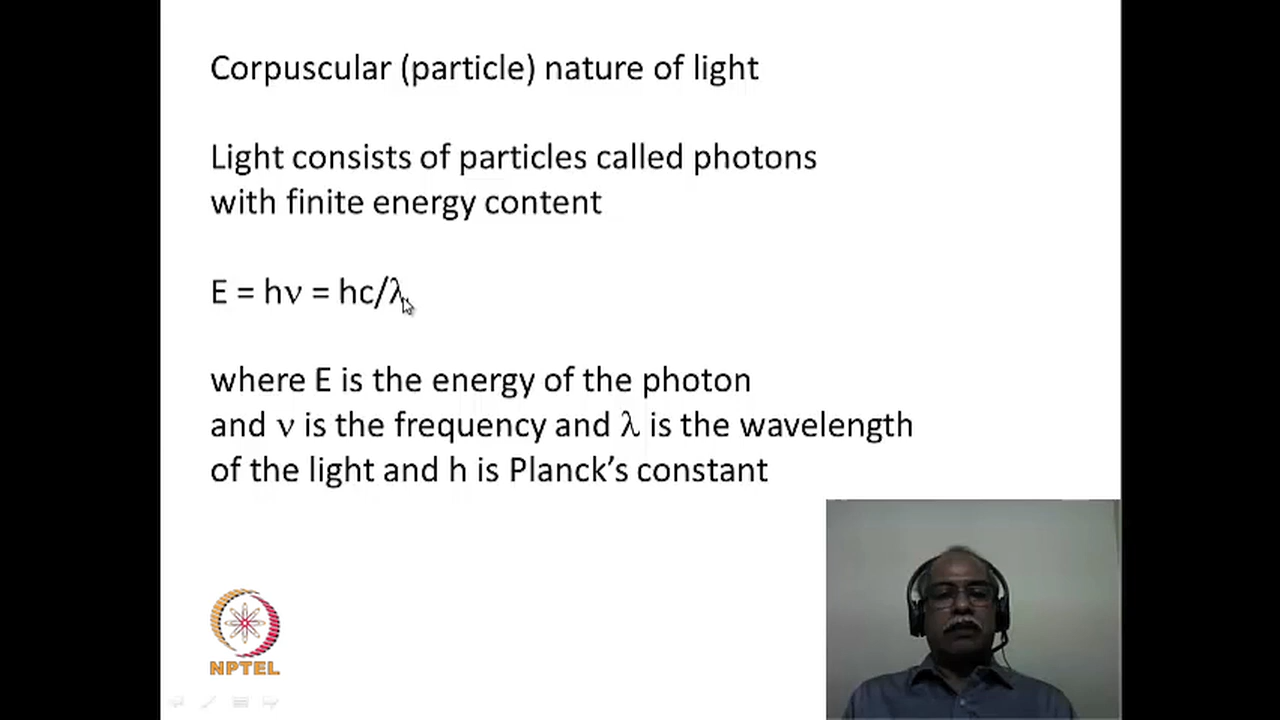 Corpuscular (particle) nature of light
Light consists of particles called photons
with finite energy content
E = hν = hc/λ
where E is the energy of the photon
and ν is the frequency and λ is the wavelength
of the light and h is Planck’s constant
NPTEL